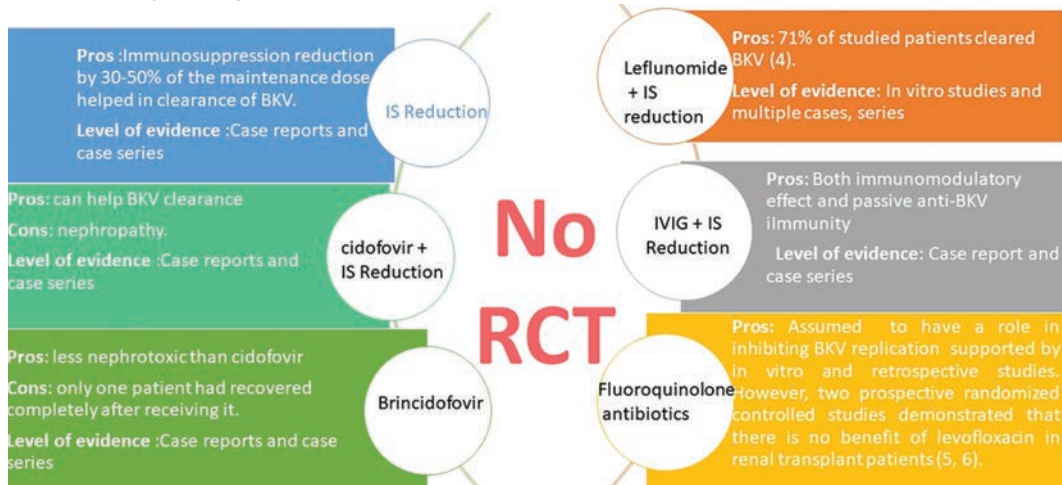 Pros :Immunosuppression reduction
by 30-50% of the maintenance dose
helped in clearance of BKV.
Level of evidence :Case reports and
case series
IS Reduction
Pros: can help BKV clearance
Cons: nephropathy.
Level of evidence :Case reports and
case series
cidofovir +
IS Reduction
Pros: less nephrotoxic than cidofovir
Cons: only one patient had recovered
completely after receiving it.
Level of evidence :Case reports and case
series
Brincidofovir
No
RCT
Leflunomide
+ IS
reduction
Pros: 71% of studied patients cleared
BKV (4).
Level of evidence: In vitro studies and
multiple cases, series
IVIG + IS
Reduction
Pros: Both immunomodulatory
effect and passive anti-BKV
iImmunity
Level of evidence: Case report and
case series
Fluoroquinolone
antibiotics
Pros: Assumed to have a role in
inhibiting BKV replication supported by
in vitro and retrospective studies.
However, two prospective randomized
controlled studies demonstrated that
there is no benefit of levofloxacin in
renal transplant patients (5, 6).